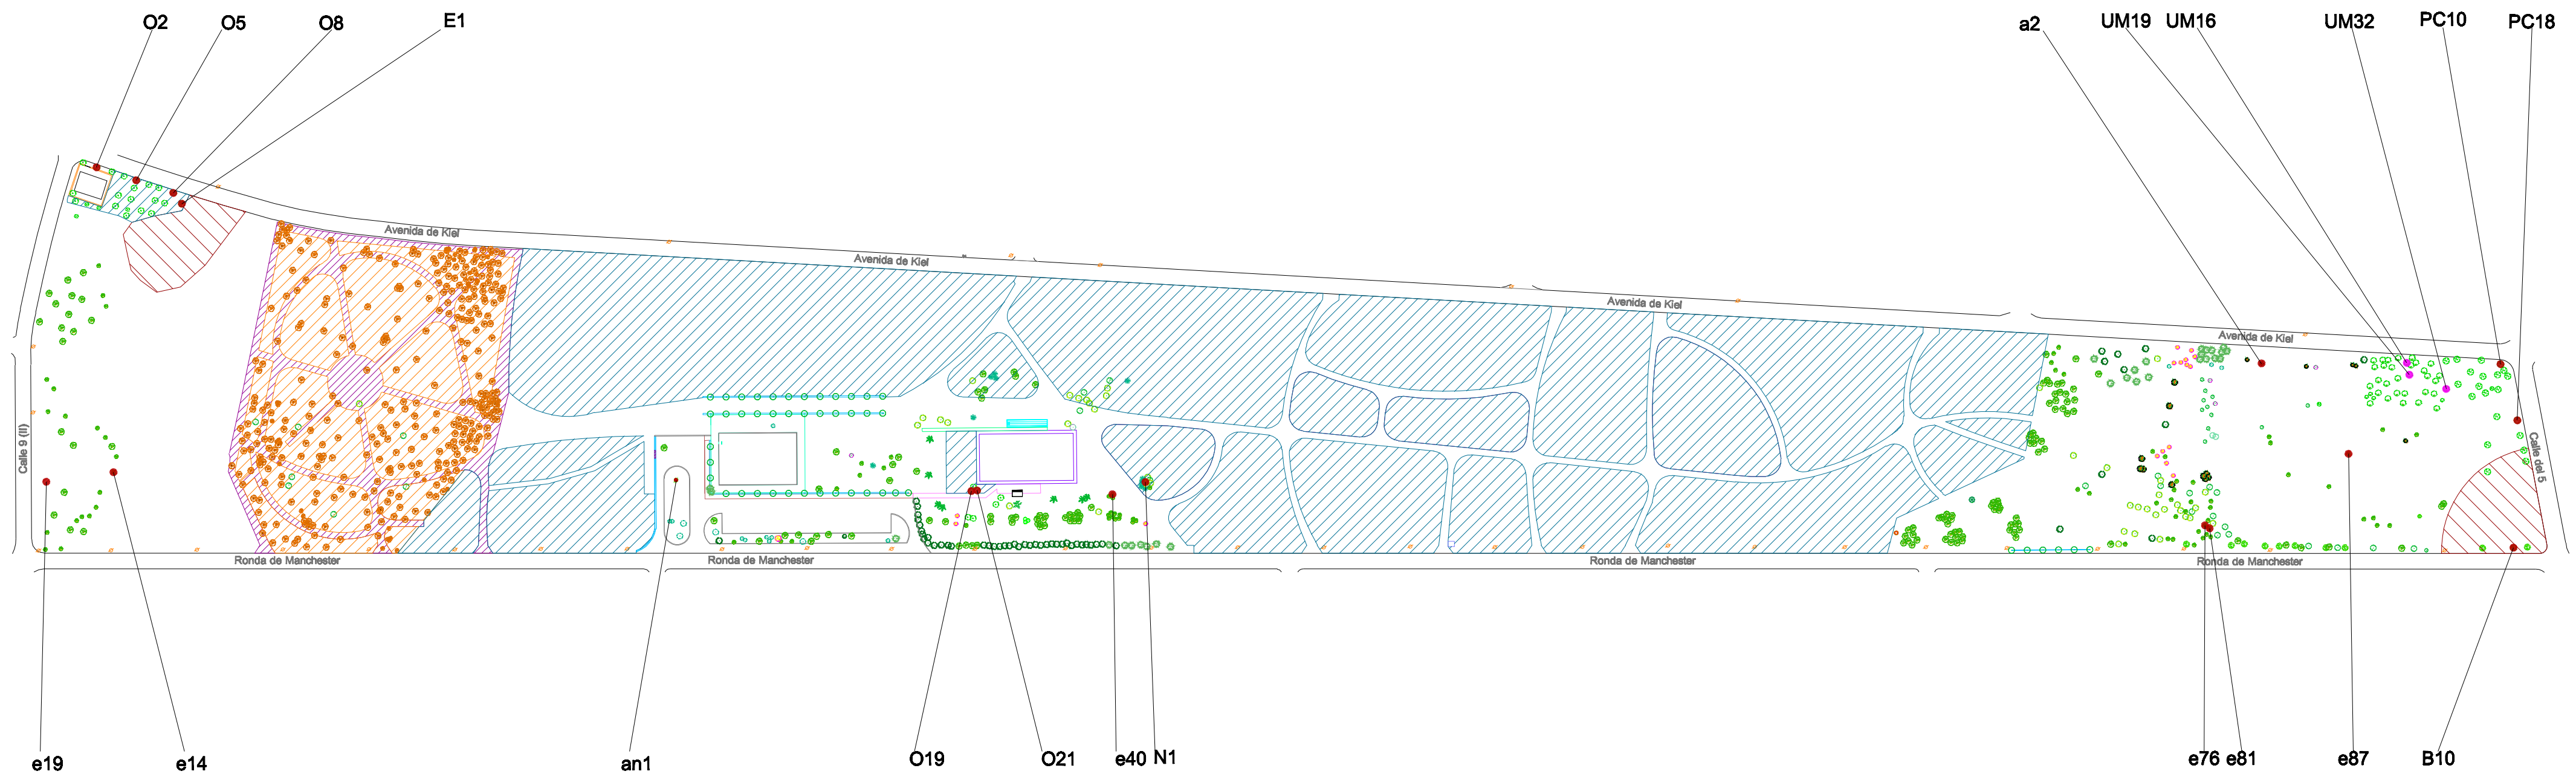 O2 O5 O8 E1 a2 UM19 UM16 UM32 PC10 PC18
Avenida de Kiel
Avenida de Kiel
Avenida de Kiel
Avenida de Kiel
Calle 9 (II)
Calle del 5
Ronda de Manchester Ronda de Manchester Ronda de Manchester Ronda de Manchester
e19 e14 an1 O19 O21 e40 N1 e76 e81 e87 B10